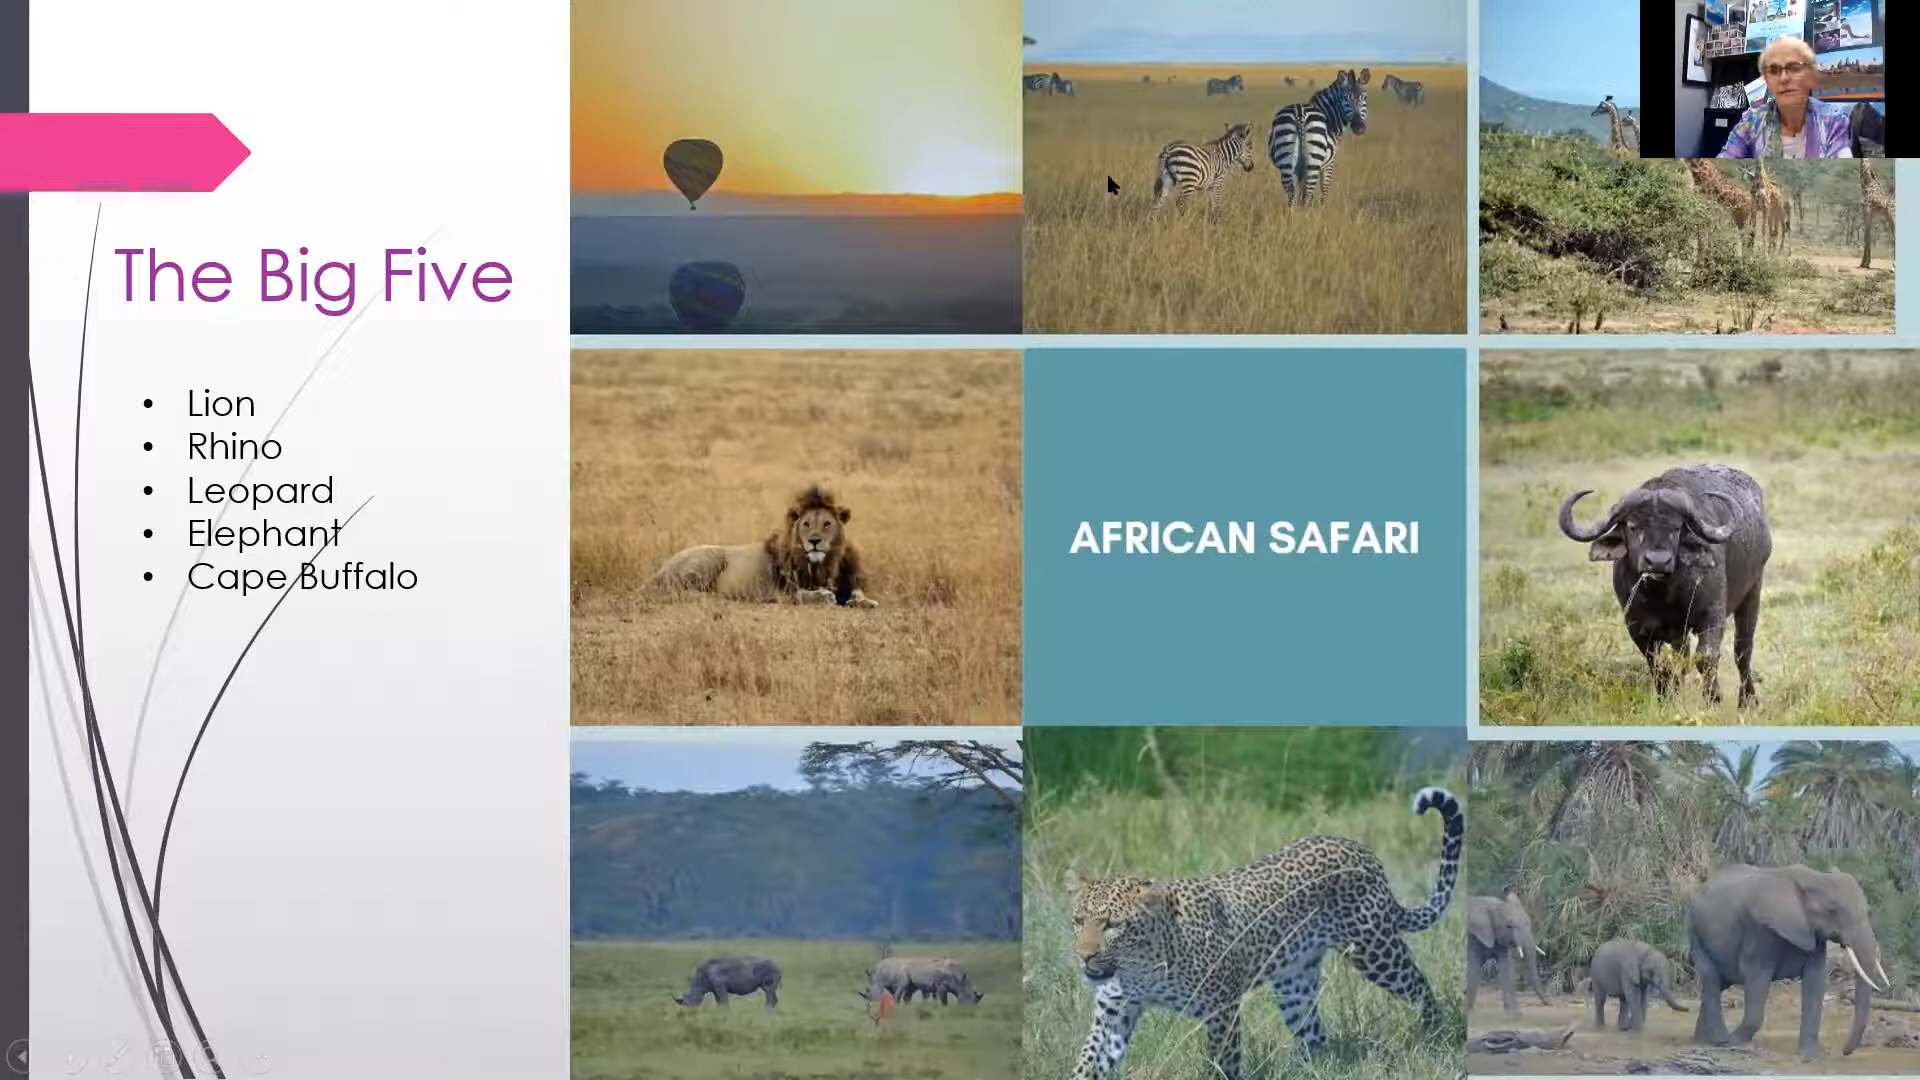 The Big Five
• Lion
• Rhino
• Leopard
• Elephant
• Cape Buffalo
AFRICAN SAFARI